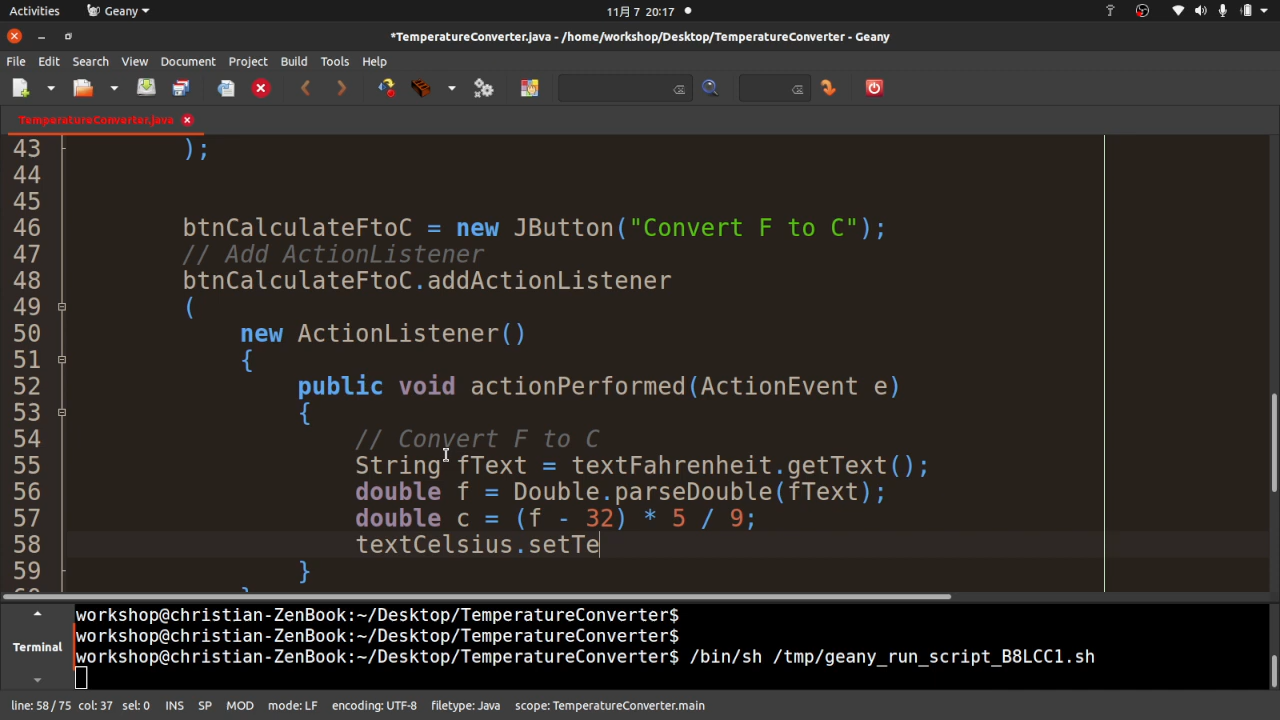 Activities Geany 11月 7 20:17
*TemperatureConverter.java - /home/workshop/Desktop/TemperatureConverter - Geany
File Edit Search View Document Project Build Tools Help
TemperatureConverter.java
43 );
44
45
46 btnCalculateFtoC = new JButton("Convert F to C");
47 // Add ActionListener
48 btnCalculateFtoC.addActionListener
49 (
50 new ActionListener()
51 {
52 public void actionPerformed(ActionEvent e)
53 {
54 // Convert F to C
55 String fText = textFahrenheit.getText();
56 double f = Double.parseDouble(fText);
57 double c = (f - 32) * 5 / 9;
58 textCelsius.setTe
59 }
60 }
workshop@christian-ZenBook:~/Desktop/TemperatureConverter$
workshop@christian-ZenBook:~/Desktop/TemperatureConverter$
Terminal
workshop@christian-ZenBook:~/Desktop/TemperatureConverter$ /bin/sh /tmp/geany_run_script_B8LCC1.sh
line: 58 / 75 col: 37 sel: 0 INS SP MOD mode: LF encoding: UTF-8 filetype: Java scope: TemperatureConverter.main